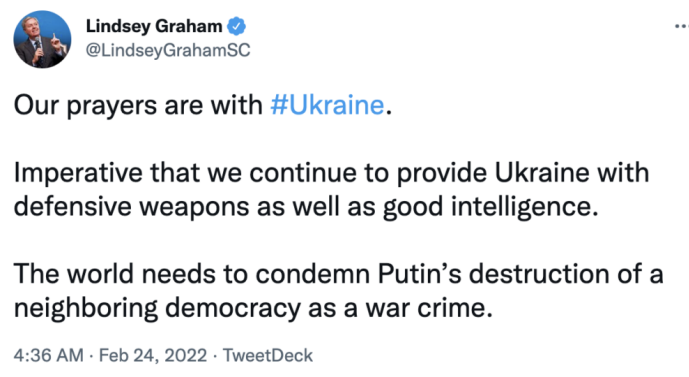 Lindsey Graham
@LindseyGrahamSC
Our prayers are with #Ukraine.
Imperative that we continue to provide Ukraine with
defensive weapons as well as good intelligence.
The world needs to condemn Putin’s destruction of a
neighboring democracy as a war crime.
4:36 AM · Feb 24, 2022 · TweetDeck